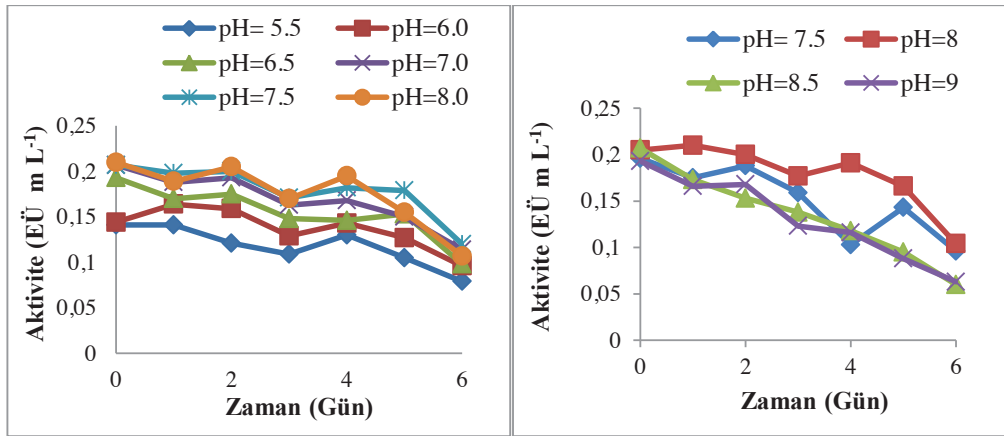 pH= 5.5 pH=6.0
pH=6.5 pH=7.0
pH=7.5 pH=8.0
0,25
0,2
0,15
0,1
0,05
0
0 2 4 6
Aktivite (EÜ m L⁻¹)
Zaman (Gün)
pH= 7.5 pH=8
pH=8.5 pH=9
0,25
0,2
0,15
0,1
0,05
0
0 2 4 6
Aktivite (EÜ m L⁻¹)
Zaman (Gün)